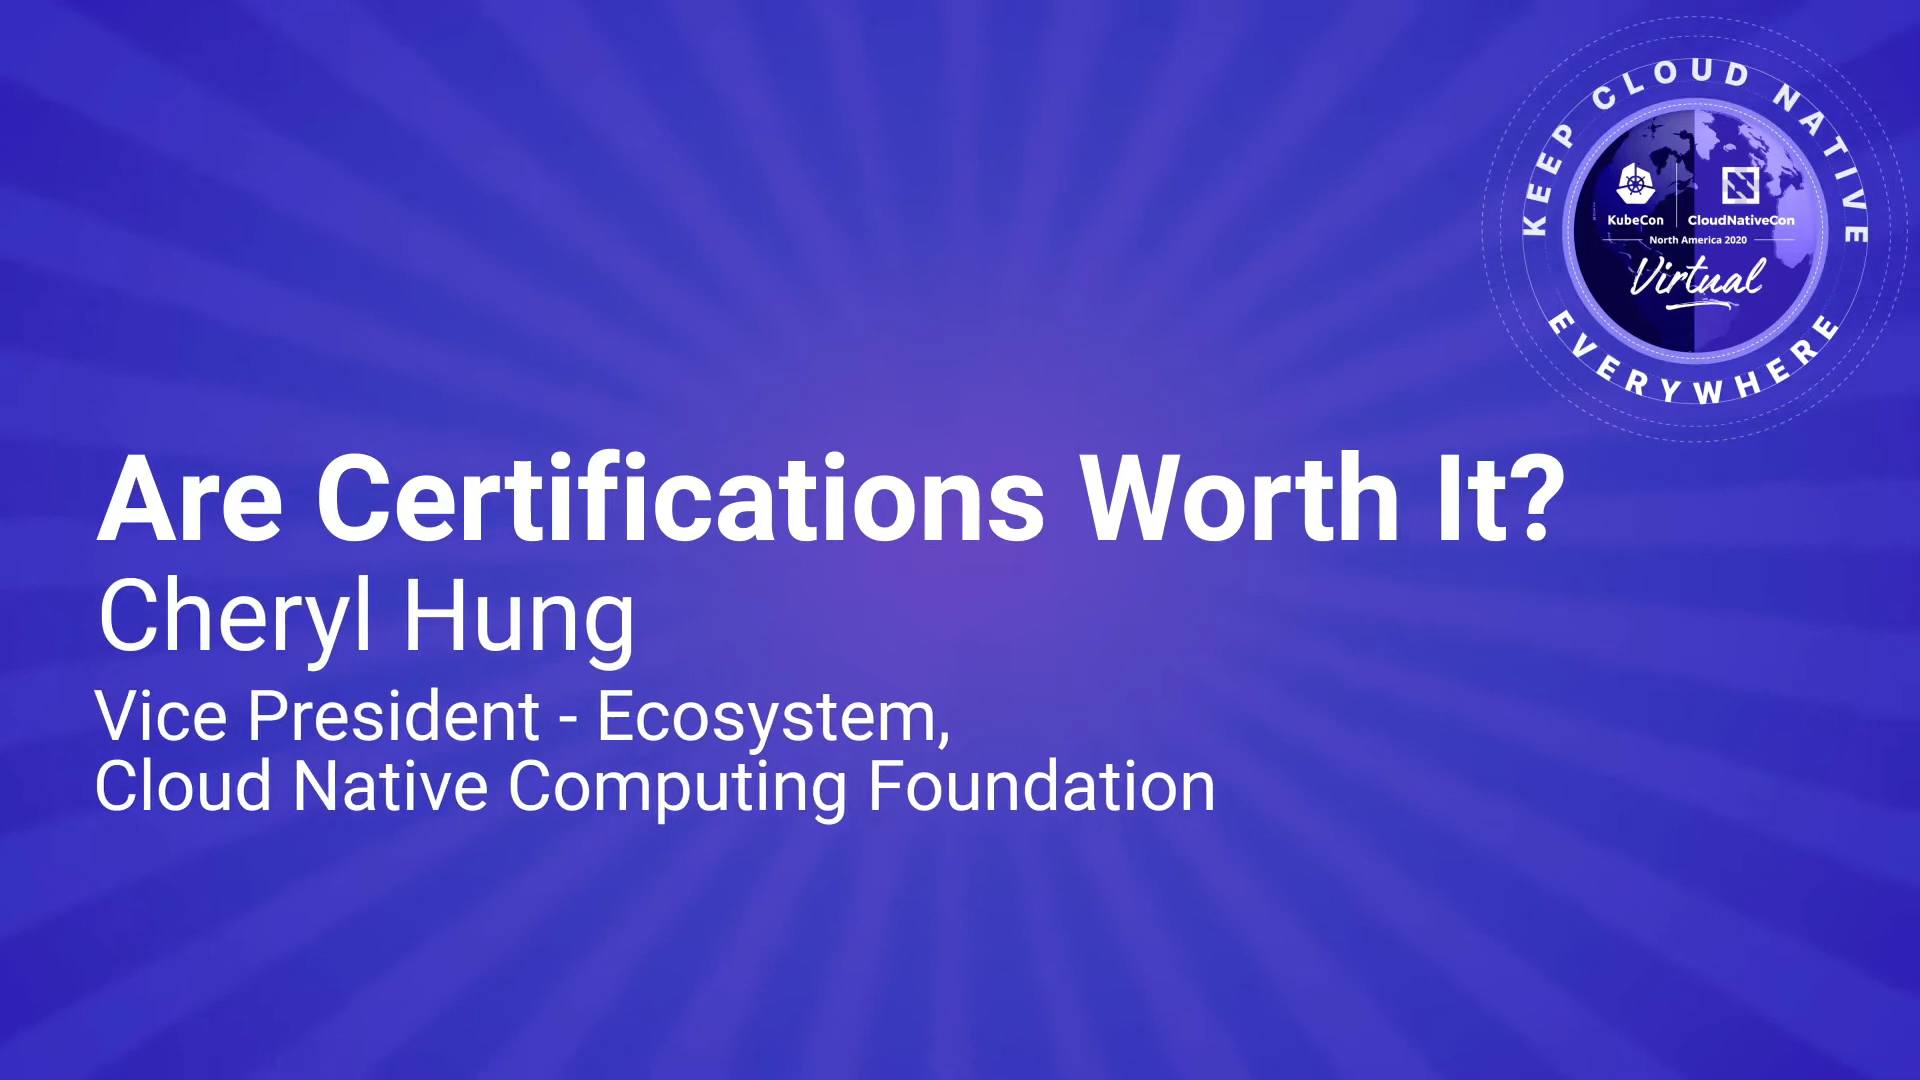 KEEP CLOUD NATIVE
KubeCon
CloudNativeCon
North America 2020
Virtual
EVERYWHERE
Are Certifications Worth It?
Cheryl Hung
Vice President - Ecosystem,
Cloud Native Computing Foundation